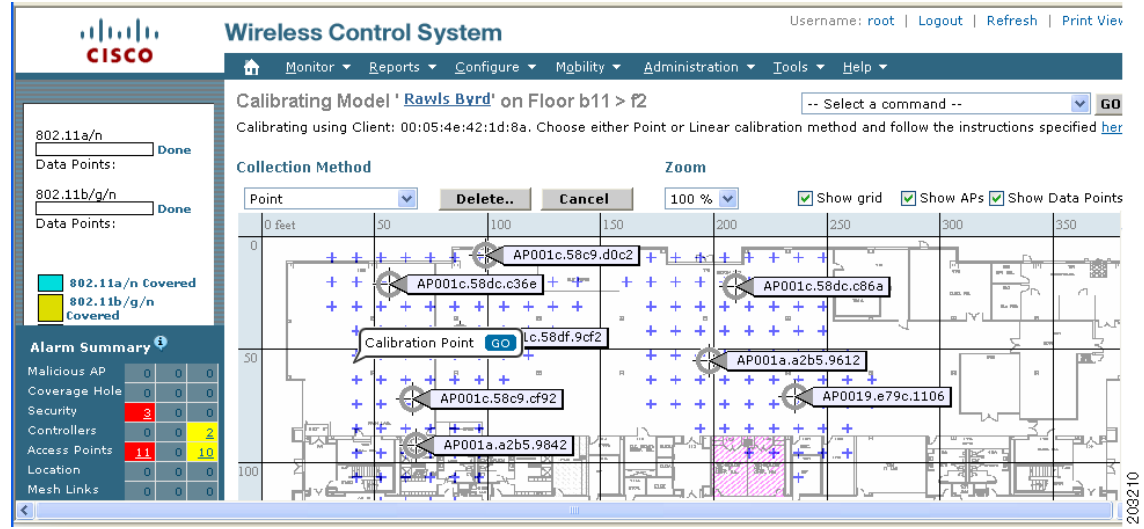 CISCO
Wireless Control System
Username: root | Logout | Refresh | Print View
Monitor Reports Configure Mobility Administration Tools Help
Calibrating Model ' Rawls Byrd' on Floor b11 > f2
-- Select a command -- GO
Calibrating using Client: 00:05:4e:42:1d:8a. Choose either Point or Linear calibration method and follow the instructions specified her
802.11a/n
Done
Data Points:
802.11b/g/n
Done
Data Points:
802.11a/n Covered
802.11b/g/n
Covered
Collection Method
Zoom
Point Delete.. Cancel 100 % Show grid Show APs Show Data Points
0 feet 50 100 150 200 250 300 350
0
50
100
AP001c.58c9.d0c2
AP001c.58dc.c36e
AP001c.58dc.c86a
1c.58df.9cf2
Calibration Point GO
AP001a.a2b5.9612
AP001c.58c9.cf92
AP0019.e79c.1106
AP001a.a2b5.9842
Alarm Summary
Malicious AP 0 0 0
Coverage Hole 0 0 0
Security 3 0 0
Controllers 0 0 2
Access Points 11 0 10
Location 0 0 0
Mesh Links 0 0 0
203210